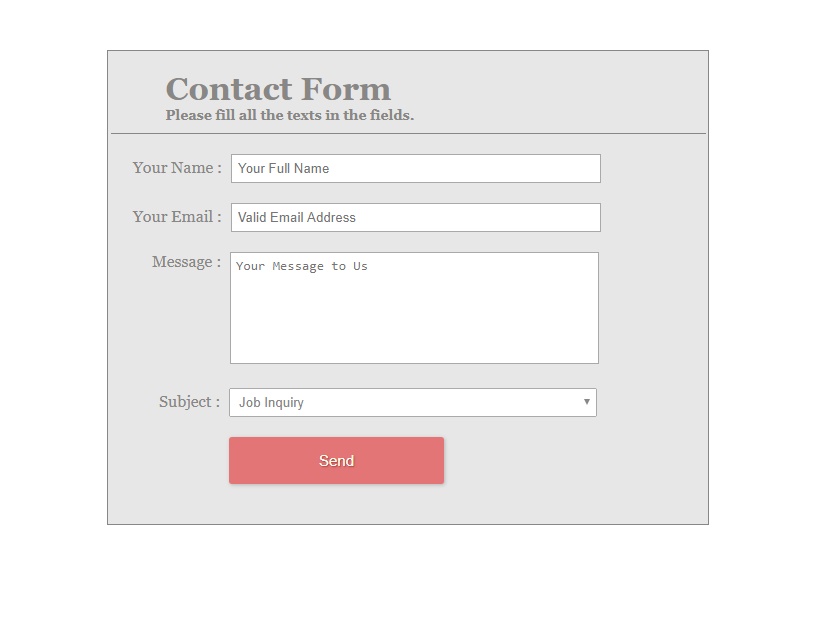 Contact Form
Please fill all the texts in the fields.
Your Name : Your Full Name
Your Email : Valid Email Address
Message : Your Message to Us
Subject : Job Inquiry
Send